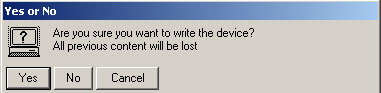 Yes or No
Are you sure you want to write the device?
All previous content will be lost
Yes No Cancel